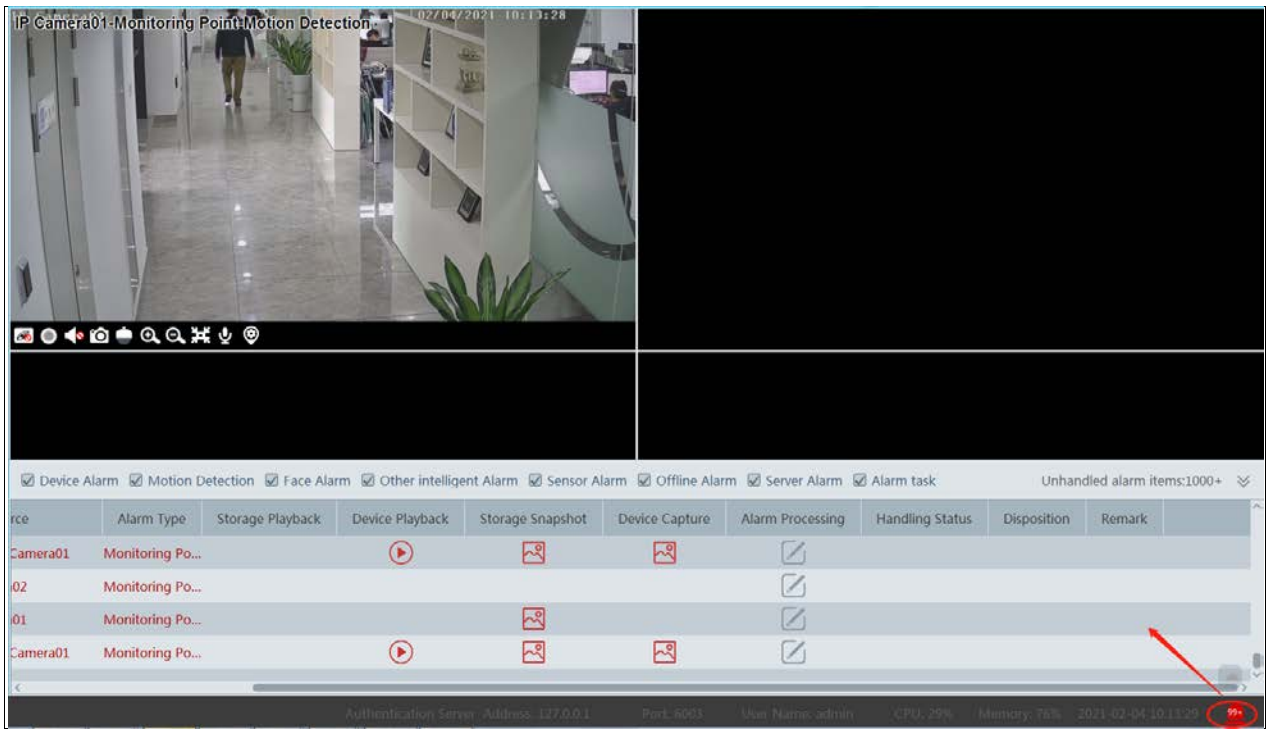 IP Camera01-Monitoring Point-Motion Detection
02/04/2021 10:13:28
Device Alarm Motion Detection Face Alarm Other intelligent Alarm Sensor Alarm Offline Alarm Server Alarm Alarm task Unhandled alarm items:1000+
rce Alarm Type Storage Playback Device Playback Storage Snapshot Device Capture Alarm Processing Handling Status Disposition Remark
Camera01 Monitoring Po...
02 Monitoring Po...
01 Monitoring Po...
Camera01 Monitoring Po...
Authentication Server Address: 127.0.0.1 Port: 6003 User Name: admin CPU: 29% Memory: 76% 2021-02-04 10:13:29 99+